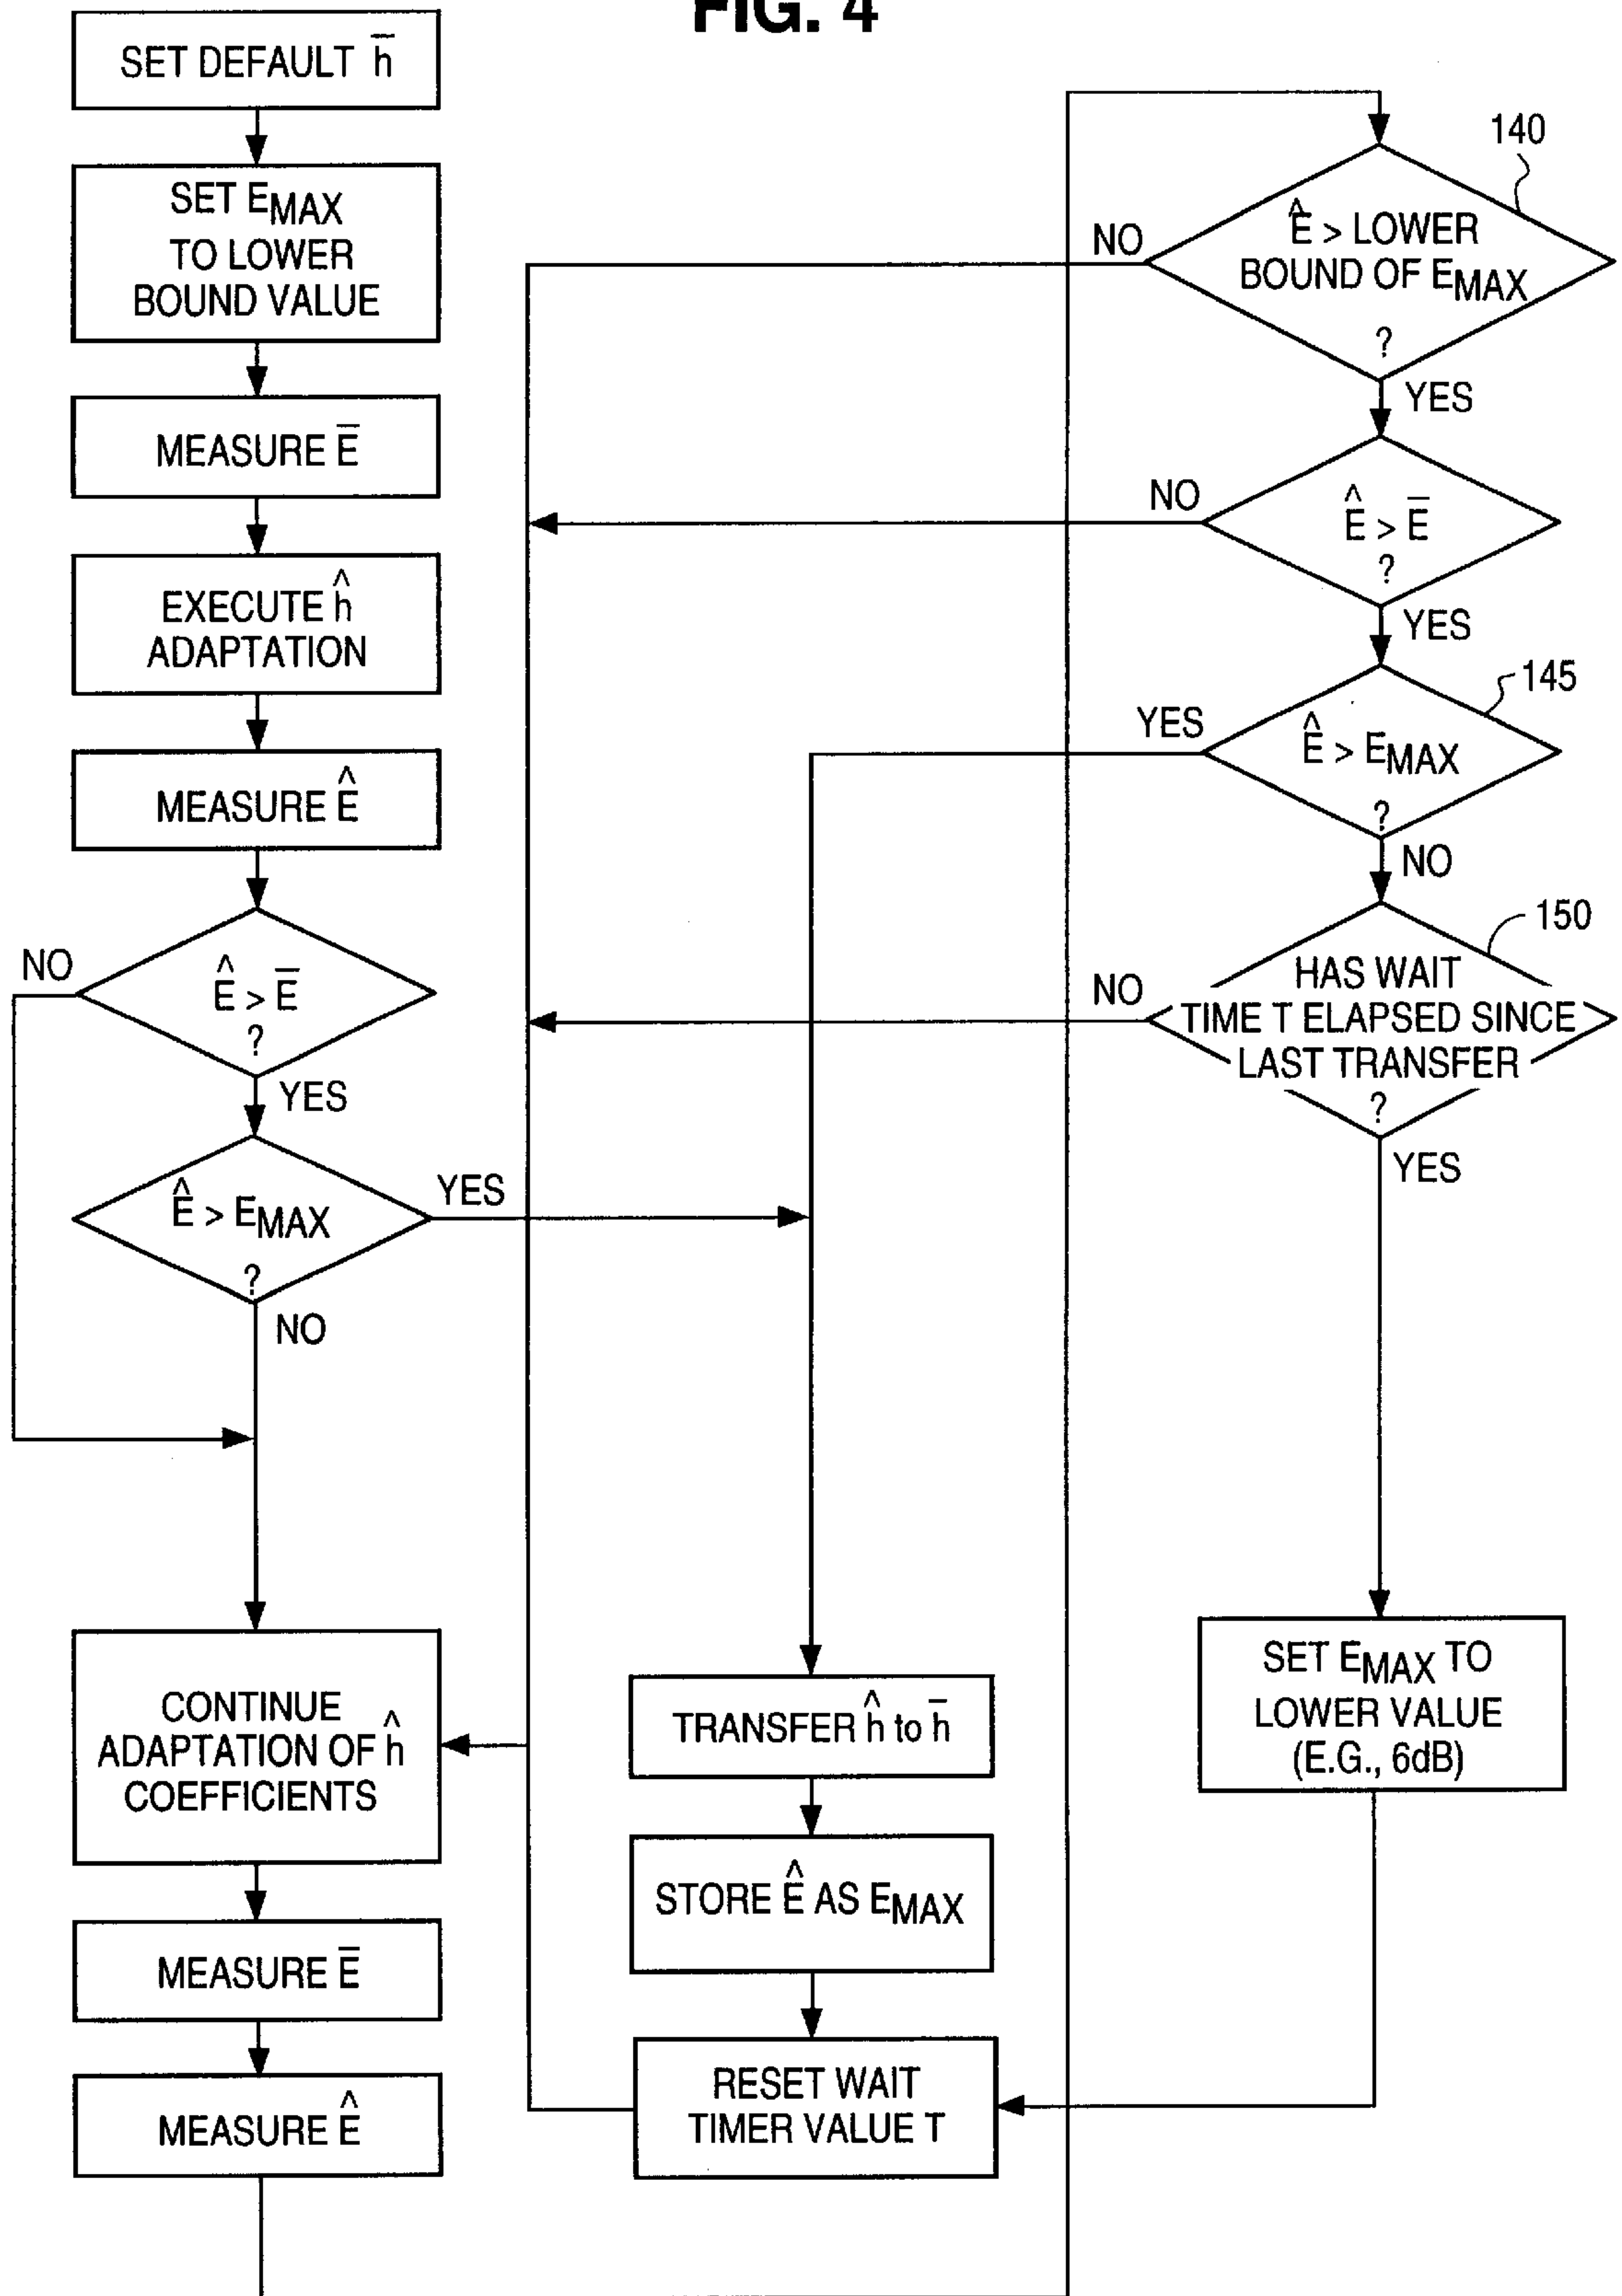 FIG. 4
SET DEFAULT h̅
SET EMAX
TO LOWER
BOUND VALUE
MEASURE E̅
EXECUTE ĥ
ADAPTATION
MEASURE Ê
NO
Ê > E̅
?
YES
Ê > EMAX
?
YES
NO
CONTINUE
ADAPTATION OF ĥ
COEFFICIENTS
MEASURE E̅
MEASURE Ê
TRANSFER ĥ to h̅
STORE Ê AS EMAX
RESET WAIT
TIMER VALUE T
140
NO
Ê > LOWER
BOUND OF EMAX
?
YES
NO
Ê > E̅
?
YES
145
YES
Ê > EMAX
?
NO
150
NO
HAS WAIT
TIME T ELAPSED SINCE
LAST TRANSFER
?
YES
SET EMAX TO
LOWER VALUE
(E.G., 6dB)